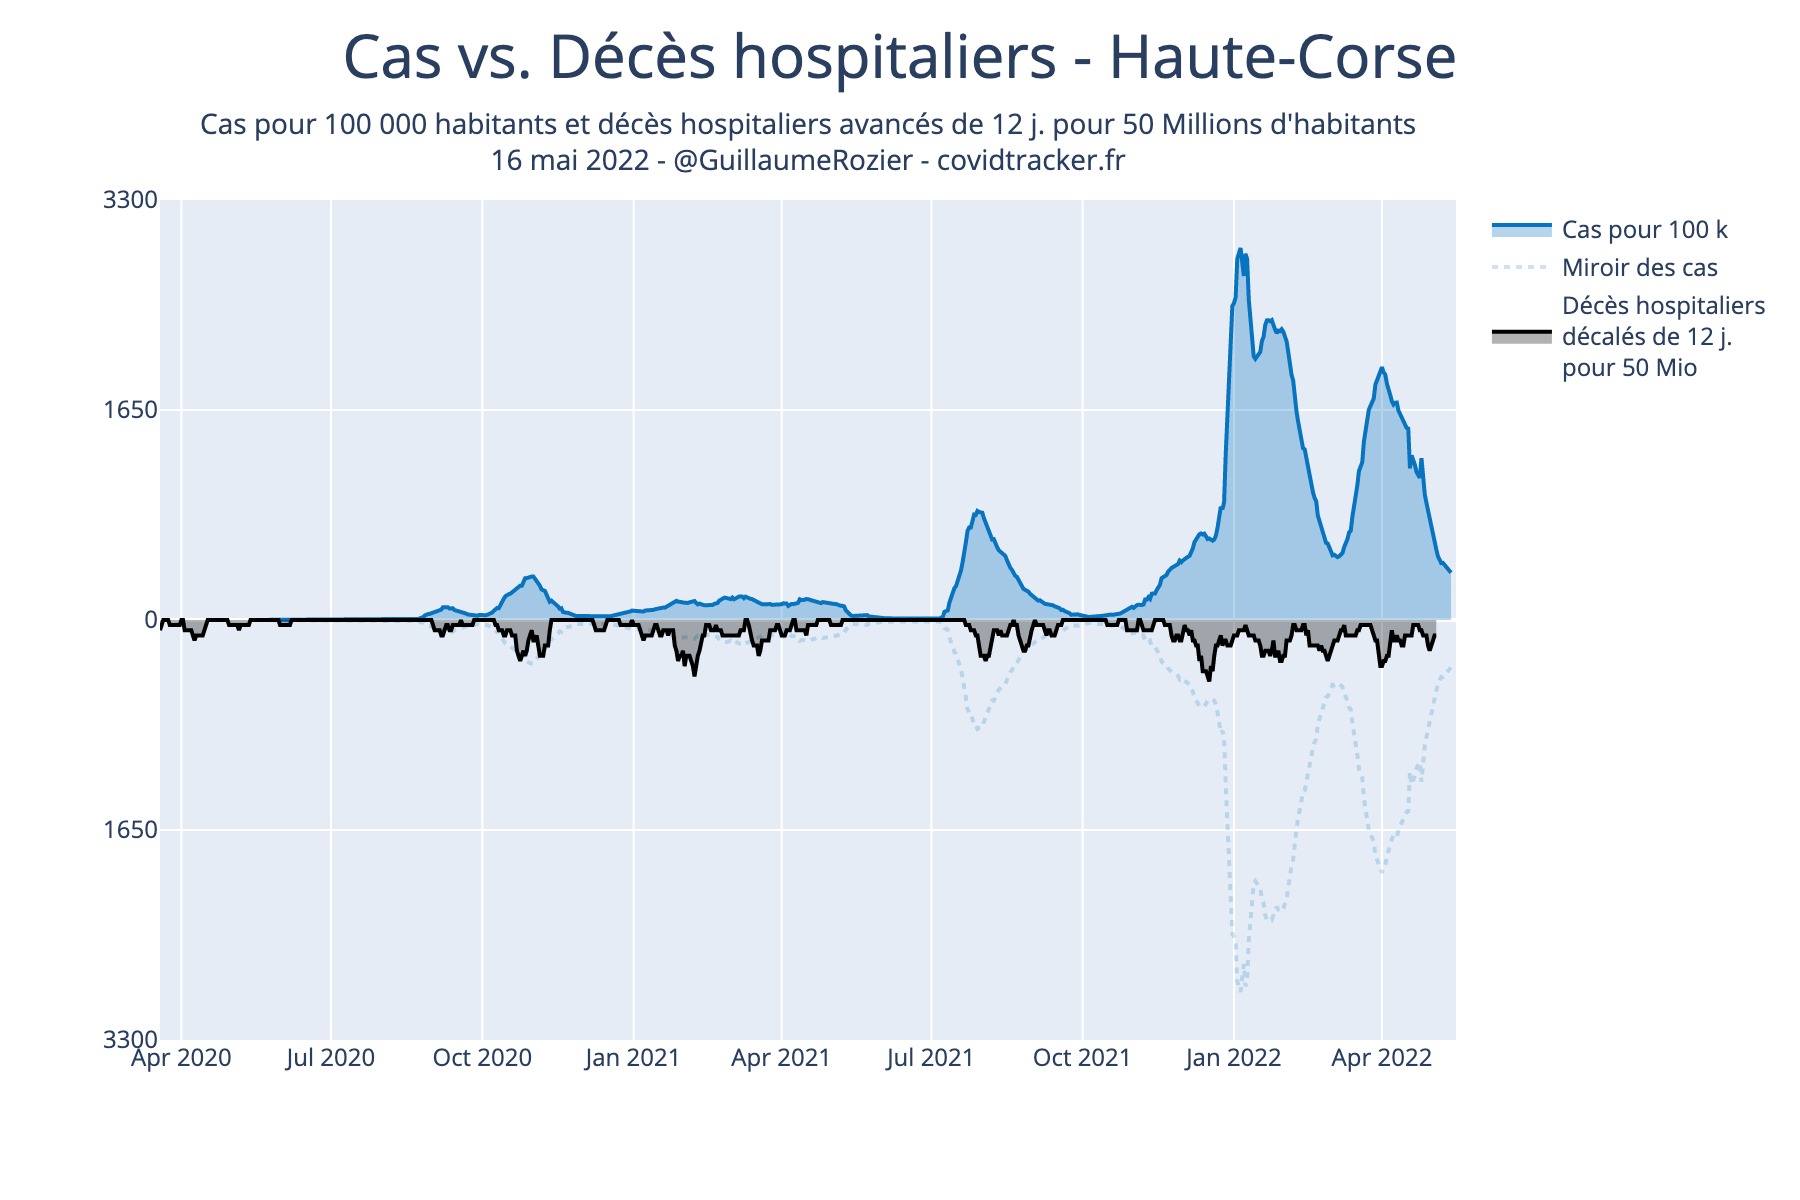 Cas vs. Décès hospitaliers - Haute-Corse
Cas pour 100 000 habitants et décès hospitaliers avancés de 12 j. pour 50 Millions d'habitants
16 mai 2022 - @GuillaumeRozier - covidtracker.fr
3300
1650
0
1650
3300
Apr 2020
Jul 2020
Oct 2020
Jan 2021
Apr 2021
Jul 2021
Oct 2021
Jan 2022
Apr 2022
Cas pour 100 k
Miroir des cas
Décès hospitaliers
décalés de 12 j.
pour 50 Mio